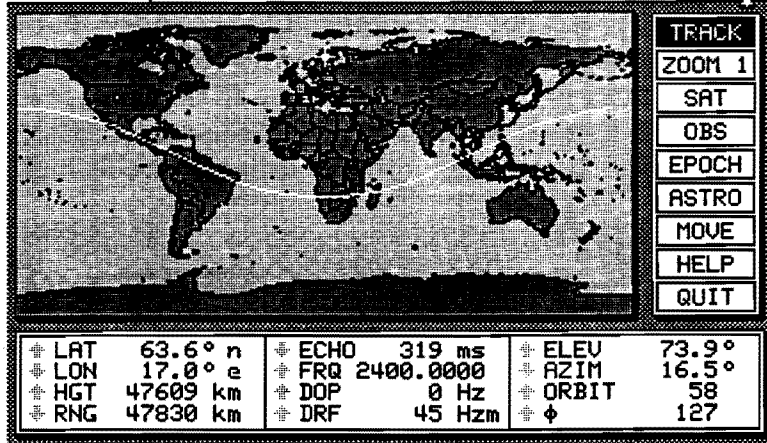 TRACK
ZOOM 1
SAT
OBS
EPOCH
ASTRO
MOVE
HELP
QUIT
LAT 63.6° n
LON 17.0° e
HGT 47609 km
RNG 47830 km
ECHO 319 ms
FRQ 2400.0000
DOP 0 Hz
DRF 45 Hzm
ELEV 73.9°
AZIM 16.5°
ORBIT 58
ϕ 127